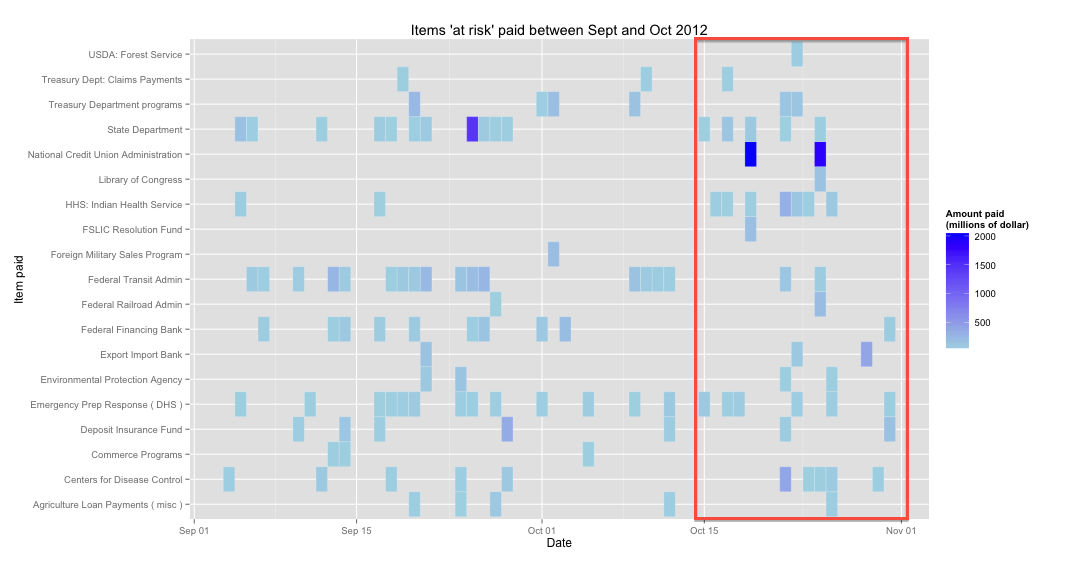 Items 'at risk' paid between Sept and Oct 2012
USDA: Forest Service
Treasury Dept: Claims Payments
Treasury Department programs
State Department
National Credit Union Administration
Library of Congress
HHS: Indian Health Service
FSLIC Resolution Fund
Foreign Military Sales Program
Federal Transit Admin
Federal Railroad Admin
Federal Financing Bank
Export Import Bank
Environmental Protection Agency
Emergency Prep Response ( DHS )
Deposit Insurance Fund
Commerce Programs
Centers for Disease Control
Agriculture Loan Payments ( misc )
Item paid
Sep 01
Sep 15
Oct 01
Oct 15
Nov 01
Date
Amount paid
(millions of dollar)
2000
1500
1000
500